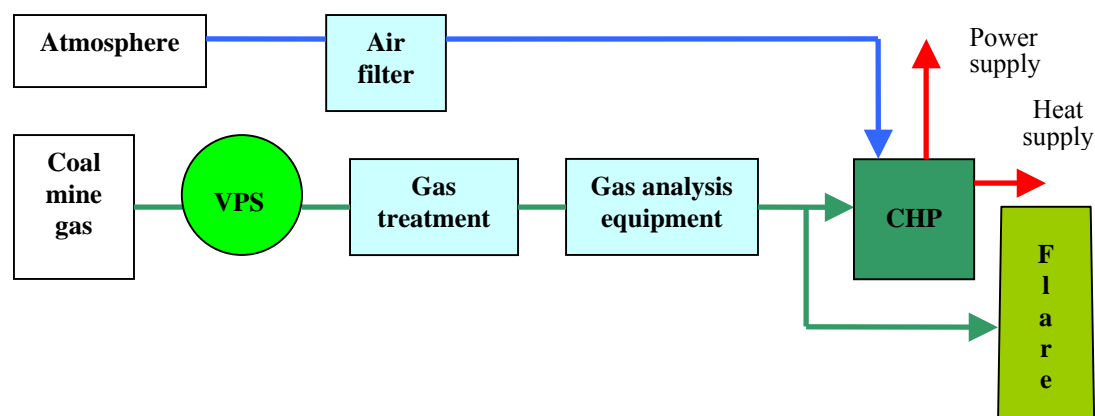 Atmosphere
Air
filter
Power
supply
Heat
supply
Coal
mine
gas
VPS
Gas
treatment
Gas analysis
equipment
CHP
F
l
a
r
e